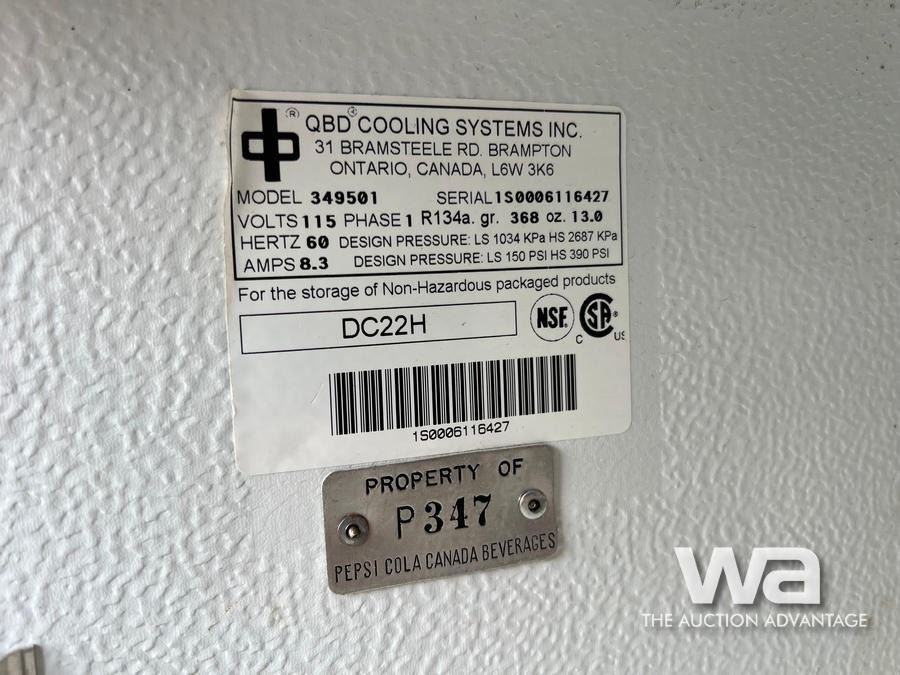 (R)
QBD® COOLING SYSTEMS INC.
31 BRAMSTEELE RD. BRAMPTON
ONTARIO, CANADA, L6W 3K6
MODEL 349501 SERIAL 1S0006116427
VOLTS 115 PHASE 1 R134a. gr. 368 oz. 13.0
HERTZ 60 DESIGN PRESSURE: LS 1034 KPa HS 2687 KPa
AMPS 8.3 DESIGN PRESSURE: LS 150 PSI HS 390 PSI
For the storage of Non-Hazardous packaged products
DC22H
NSF.
SA®
C US
1S0006116427
PROPERTY OF
P347
PEPSI COLA CANADA BEVERAGES
wa
THE AUCTION ADVANTAGE